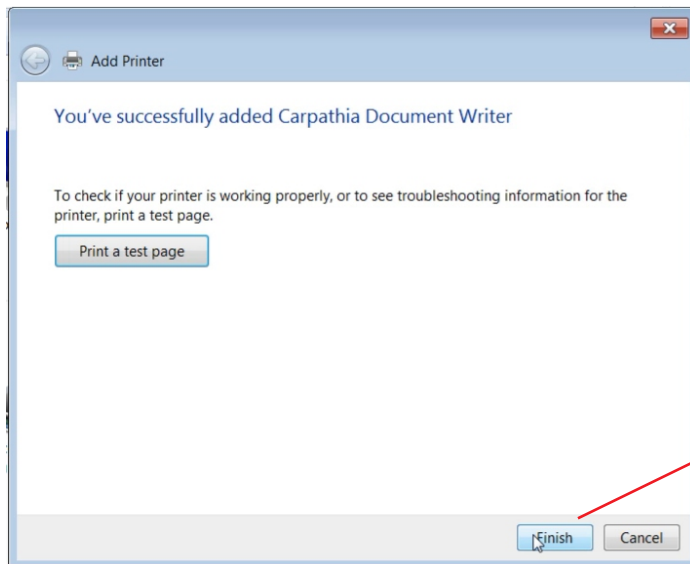 Add Printer
You've successfully added Carpathia Document Writer
To check if your printer is working properly, or to see troubleshooting information for the
printer, print a test page.
Print a test page
Finish
Cancel